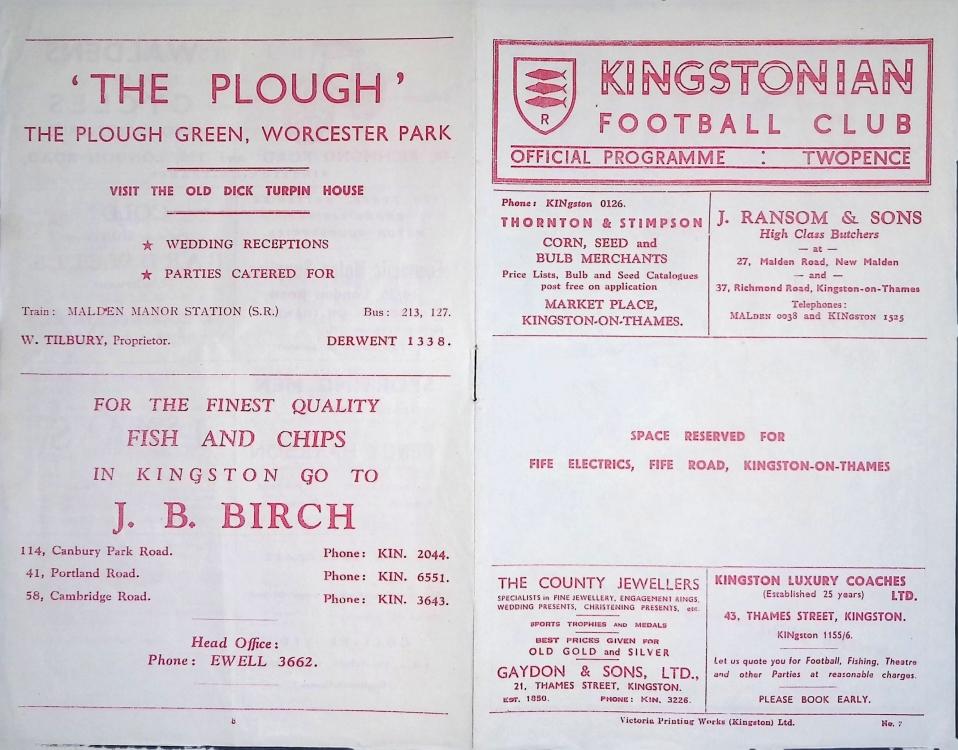 ‘THE PLOUGH’
THE PLOUGH GREEN, WORCESTER PARK
VISIT THE OLD DICK TURPIN HOUSE
★ WEDDING RECEPTIONS
★ PARTIES CATERED FOR
Train: MALDEN MANOR STATION (S.R.) Bus: 213, 127.
W. TILBURY, Proprietor. DERWENT 1338.
FOR THE FINEST QUALITY
FISH AND CHIPS
IN KINGSTON GO TO
J. B. BIRCH
114, Canbury Park Road. Phone: KIN. 2044.
41, Portland Road. Phone: KIN. 6551.
58, Cambridge Road. Phone: KIN. 3643.
Head Office:
Phone: EWELL 3662.
8
R
KINGSTONIAN
FOOTBALL CLUB
OFFICIAL PROGRAMME : TWOPENCE
Phone: KINgston 0126.
THORNTON & STIMPSON
CORN, SEED and
BULB MERCHANTS
Price Lists, Bulb and Seed Catalogues
post free on application
MARKET PLACE,
KINGSTON-ON-THAMES.
J. RANSOM & SONS
High Class Butchers
— at —
27, Malden Road, New Malden
— and —
37, Richmond Road, Kingston-on-Thames
Telephones:
MALDEN 0038 and KINGSTON 1525
SPACE RESERVED FOR
FIFE ELECTRICS, FIFE ROAD, KINGSTON-ON-THAMES
THE COUNTY JEWELLERS
SPECIALISTS in FINE JEWELLERY, ENGAGEMENT RINGS,
WEDDING PRESENTS, CHRISTENING PRESENTS, etc.
SPORTS TROPHIES AND MEDALS
BEST PRICES GIVEN FOR
OLD GOLD and SILVER
GAYDON & SONS, LTD.,
21, THAMES STREET, KINGSTON.
EST. 1850. PHONE: KIN. 3226.
KINGSTON LUXURY COACHES
(Established 25 years) LTD.
43, THAMES STREET, KINGSTON.
KINgston 1155/6.
Let us quote you for Football, Fishing, Theatre
and other Parties at reasonable charges.
PLEASE BOOK EARLY.
Victoria Printing Works (Kingston) Ltd. No. 7